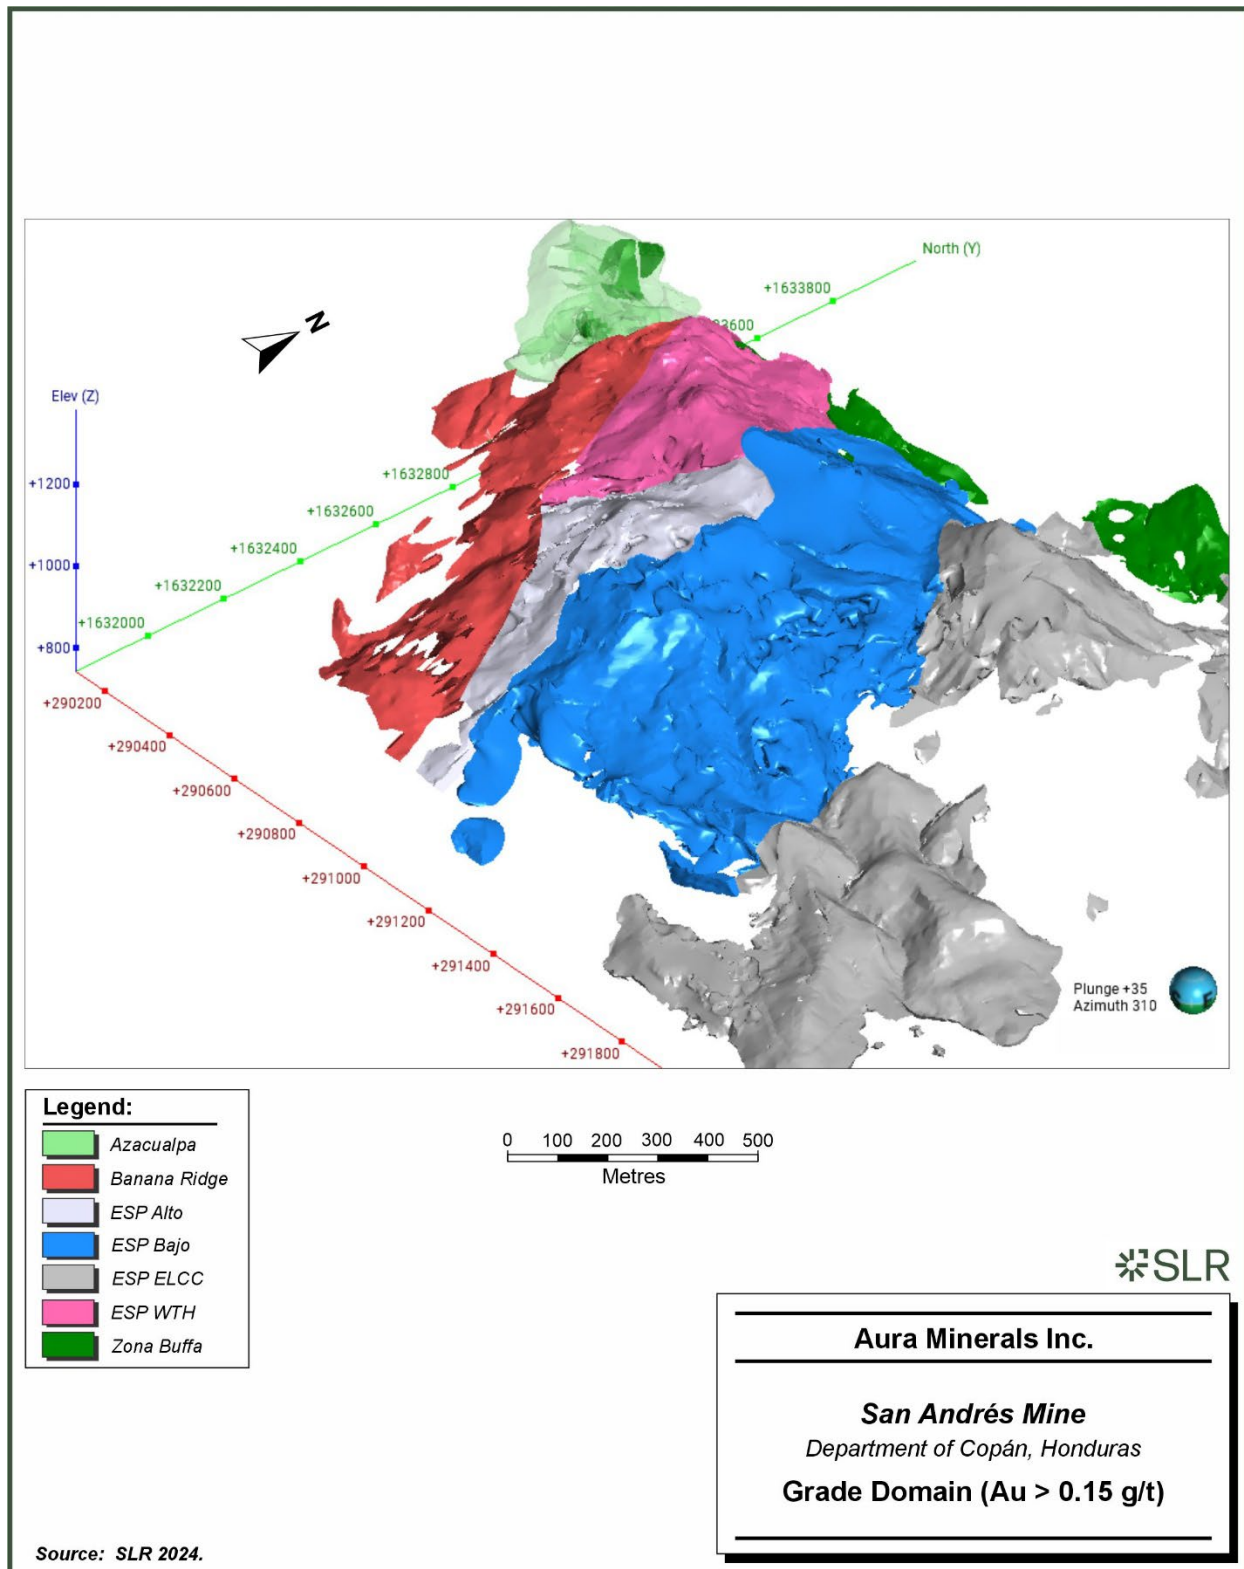 North (Y)
+1633800
3600
N
Elev (Z)
+1200
+1000
+800
+1632800
+1632600
+1632400
+1632200
+1632000
+290200
+290400
+290600
+290800
+291000
+291200
+291400
+291600
+291800
Plunge +35
Azimuth 310
Legend:
Azacualpa
Banana Ridge
ESP Alto
ESP Bajo
ESP ELCC
ESP WTH
Zona Buffa
0 100 200 300 400 500
Metres
SLR
Aura Minerals Inc.
San Andrés Mine
Department of Copán, Honduras
Grade Domain (Au > 0.15 g/t)
Source: SLR 2024.